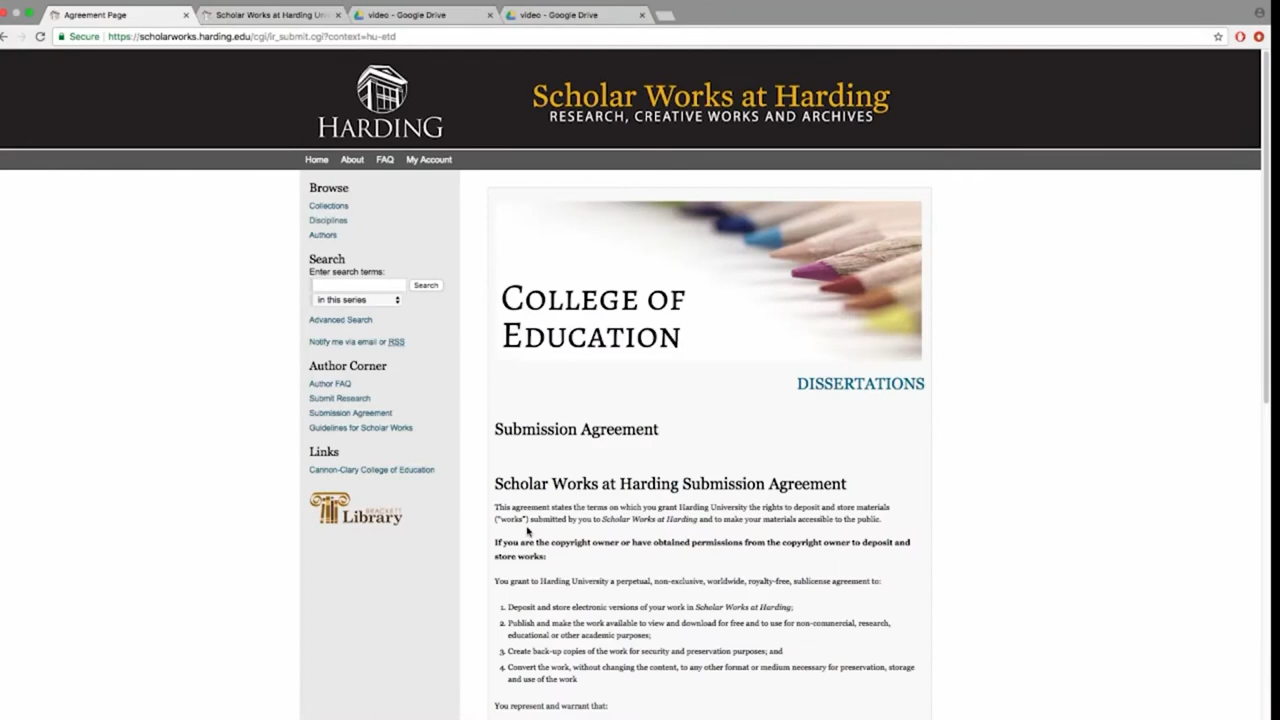 Agreement Page
Scholar Works at Harding Uni
video - Google Drive
video - Google Drive
Secure
https://scholarworks.harding.edu/cgi/ir_submit.cgi?context=hu-etd
HARDING
Scholar Works at Harding
RESEARCH, CREATIVE WORKS AND ARCHIVES
Home About FAQ My Account
Browse
Collections
Disciplines
Authors
Search
Enter search terms:
Search
in this series
Advanced Search
Notify me via email or RSS
Author Corner
Author FAQ
Submit Research
Submission Agreement
Guidelines for Scholar Works
Links
Cannon-Clary College of Education
BRACKETT
Library
COLLEGE OF
EDUCATION
DISSERTATIONS
Submission Agreement
Scholar Works at Harding Submission Agreement
This agreement states the terms on which you grant Harding University the rights to deposit and store materials
("works") submitted by you to Scholar Works at Harding and to make your materials accessible to the public.
If you are the copyright owner or have obtained permissions from the copyright owner to deposit and
store works:
You grant to Harding University a perpetual, non-exclusive, worldwide, royalty-free, sublicense agreement to:
1. Deposit and store electronic versions of your work in Scholar Works at Harding;
2. Publish and make the work available to view and download for free and to use for non-commercial, research,
educational or other academic purposes;
3. Create back-up copies of the work for security and preservation purposes; and
4. Convert the work, without changing the content, to any other format or medium necessary for preservation, storage
and use of the work
You represent and warrant that: